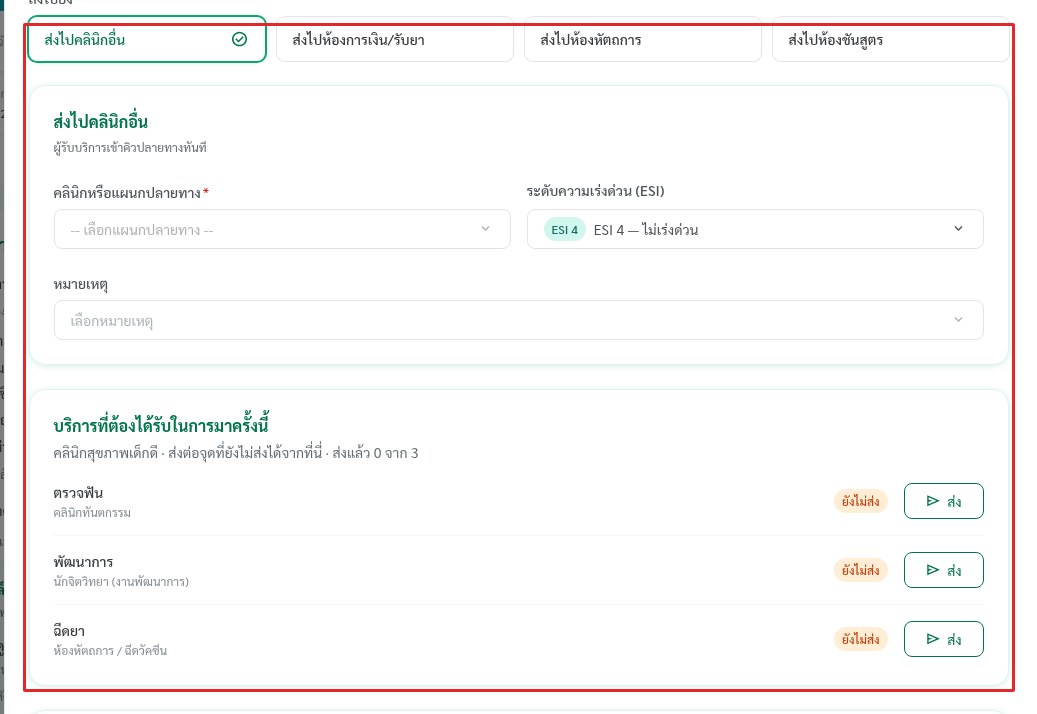 ส่งไปคลินิกอื่น
ส่งไปห้องการเงิน/รับยา
ส่งไปห้องหัตถการ
ส่งไปห้องชันสูตร
ส่งไปคลินิกอื่น
ผู้รับบริการเข้าคิวปลายทางทันที
คลินิกหรือแผนกปลายทาง*
ระดับความเร่งด่วน (ESI)
-- เลือกแผนกปลายทาง --
ESI 4 ESI 4 — ไม่เร่งด่วน
หมายเหตุ
เลือกหมายเหตุ
บริการที่ต้องได้รับในการมาครั้งนี้
คลินิกสุขภาพเด็กดี · ส่งต่อจุดที่ยังไม่ส่งได้จากที่นี่ · ส่งแล้ว 0 จาก 3
ตรวจฟัน
คลินิกทันตกรรม
ยังไม่ส่ง
ส่ง
พัฒนาการ
นักจิตวิทยา (งานพัฒนาการ)
ยังไม่ส่ง
ส่ง
ฉีดยา
ห้องหัตถการ / ฉีดวัคซีน
ยังไม่ส่ง
ส่ง